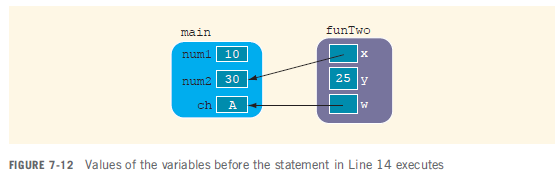 main
funTwo
num1 10
x
num2 30
25 y
ch A
w
FIGURE 7-12 Values of the variables before the statement in Line 14 executes